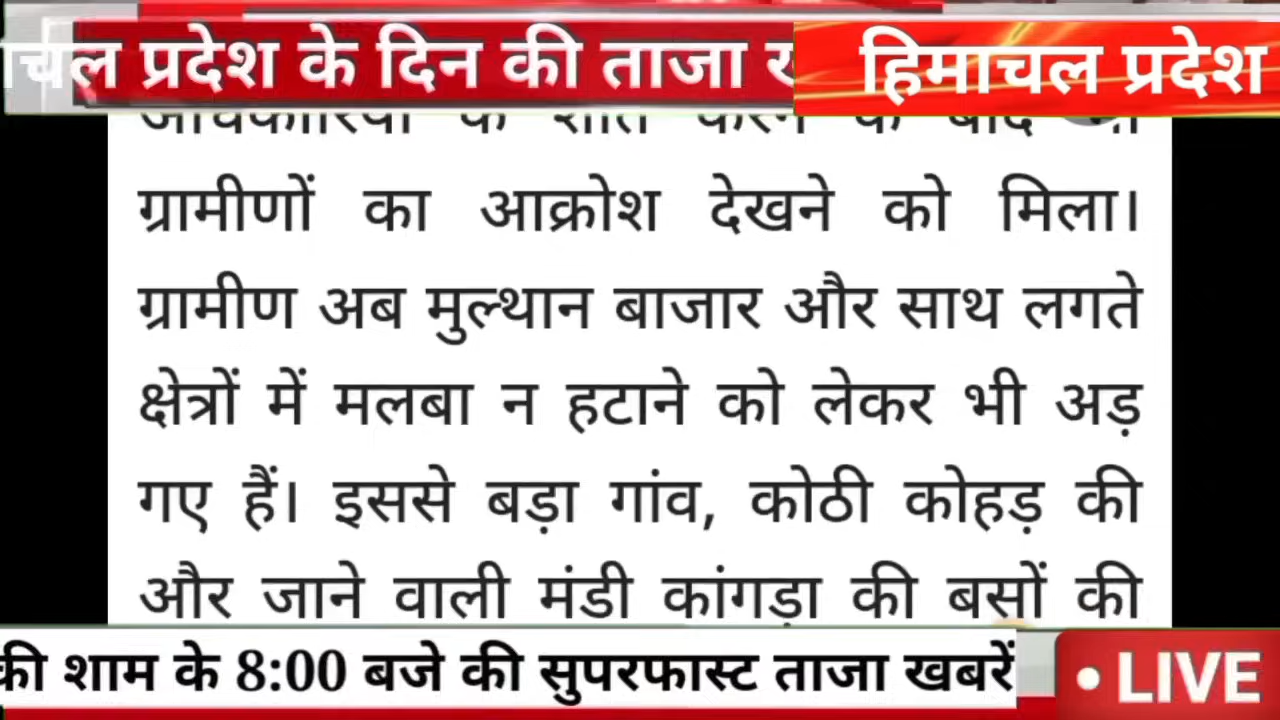 चल प्रदेश के दिन की ताजा
हिमाचल प्रदेश
के बाद
ग्रामीणों का आक्रोश देखने को मिला।
ग्रामीण अब मुल्थान बाजार और साथ लगते
क्षेत्रों में मलबा न हटाने को लेकर भी अड़
गए हैं। इससे बड़ा गांव, कोठी कोहड़ की
और जाने वाली मंडी कांगड़ा की बसों की
की शाम के 8:00 बजे की सुपरफास्ट ताजा खबरें
• LIVE